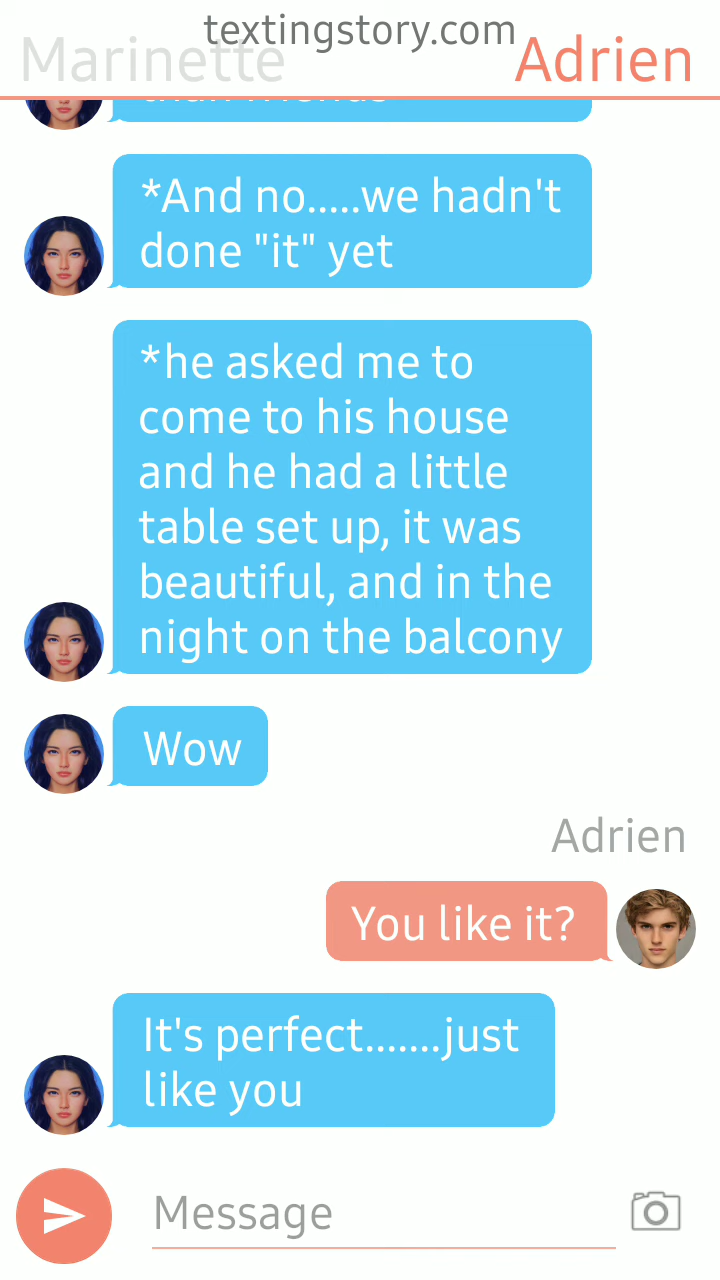 textingstory.com
Marinette Adrien
than friends
*And no.....we hadn't
done "it" yet
*he asked me to
come to his house
and he had a little
table set up, it was
beautiful, and in the
night on the balcony
Wow
Adrien
You like it?
It's perfect.......just
like you
Message